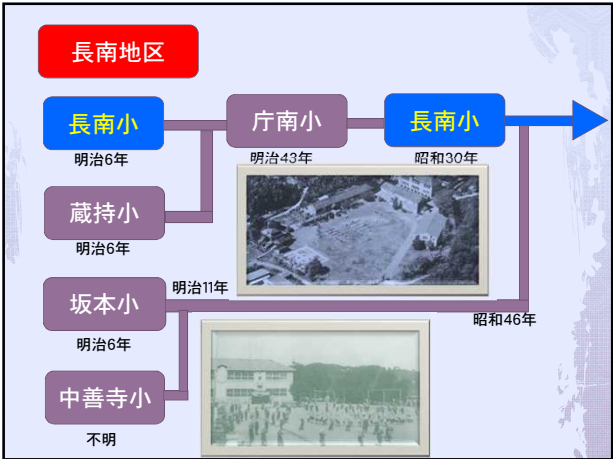 長南地区
長南小
庁南小
長南小
明治6年
明治43年
昭和30年
蔵持小
明治6年
明治11年
坂本小
昭和46年
明治6年
中善寺小
不明